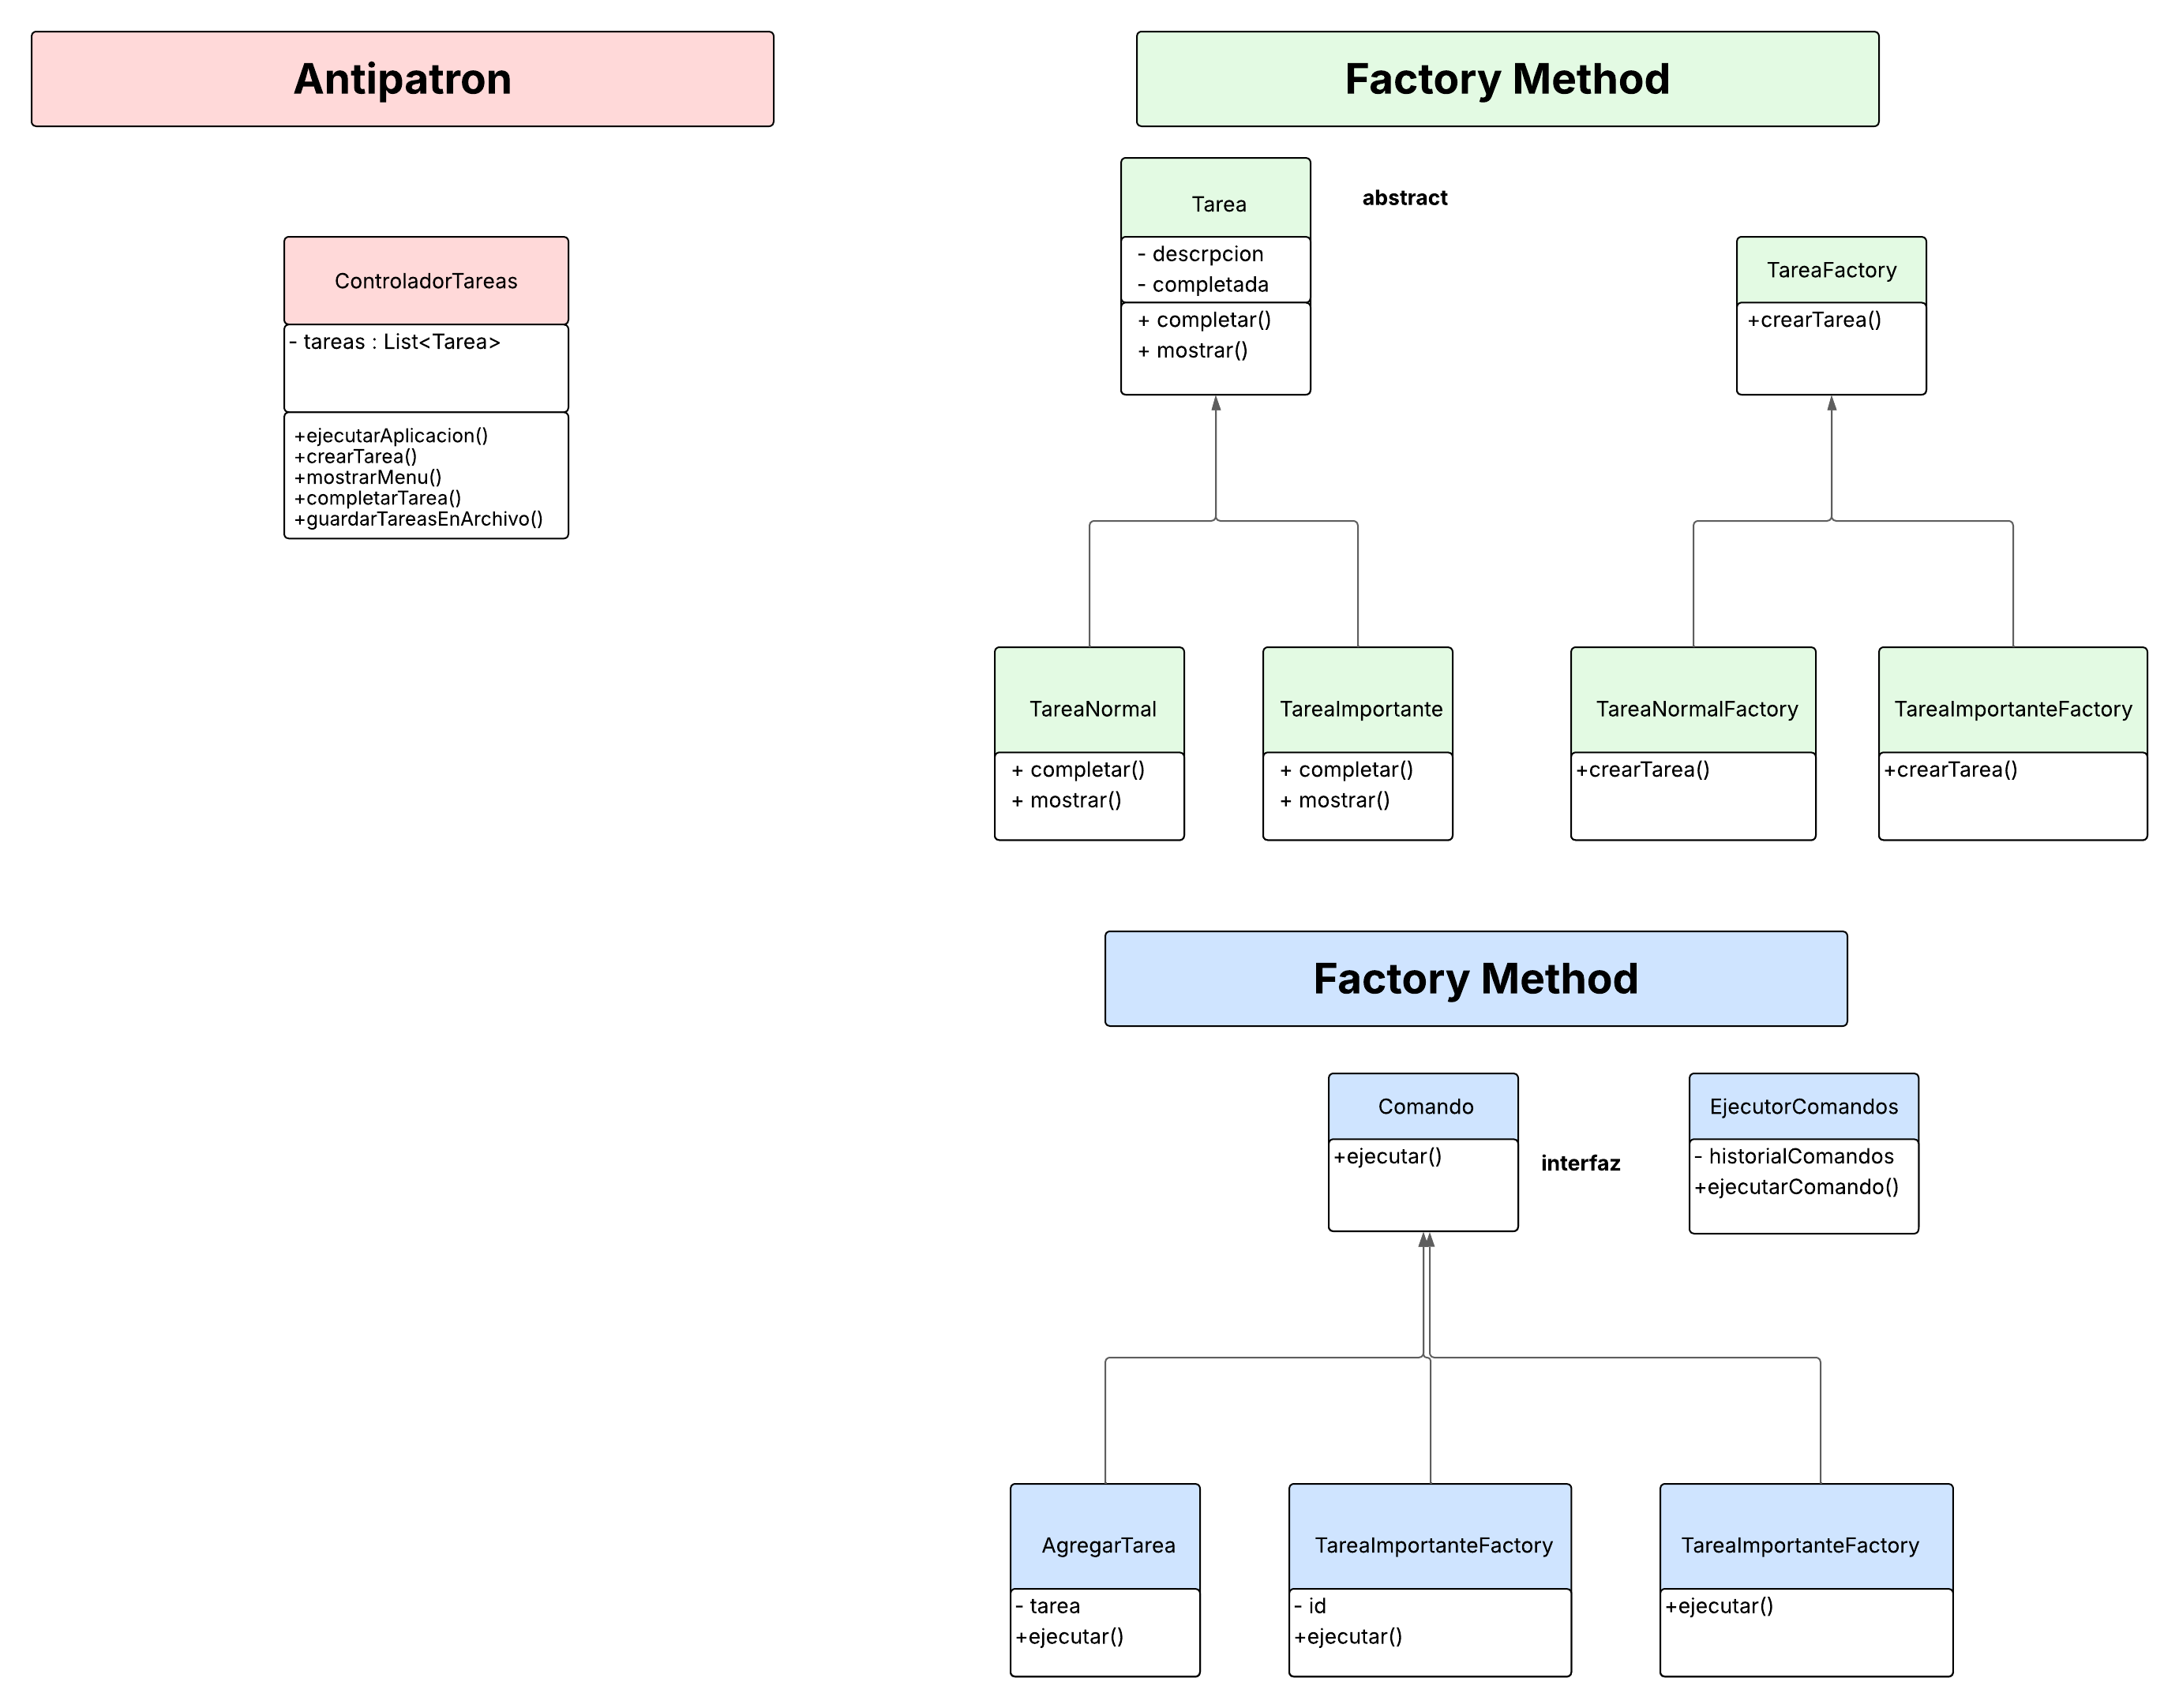 Antipatron
ControladorTareas
- tareas : List<Tarea>
+ejecutarAplicacion()
+crearTarea()
+mostrarMenu()
+completarTarea()
+guardarTareasEnArchivo()
Factory Method
Tarea
abstract
- descrpcion
- completada
+ completar()
+ mostrar()
TareaFactory
+crearTarea()
TareaNormal
+ completar()
+ mostrar()
TareaImportante
+ completar()
+ mostrar()
TareaNormalFactory
+crearTarea()
TareaImportanteFactory
+crearTarea()
Factory Method
Comando
+ejecutar()
interfaz
EjecutorComandos
- historialComandos
+ejecutarComando()
AgregarTarea
- tarea
+ejecutar()
TareaImportanteFactory
- id
+ejecutar()
TareaImportanteFactory
+ejecutar()